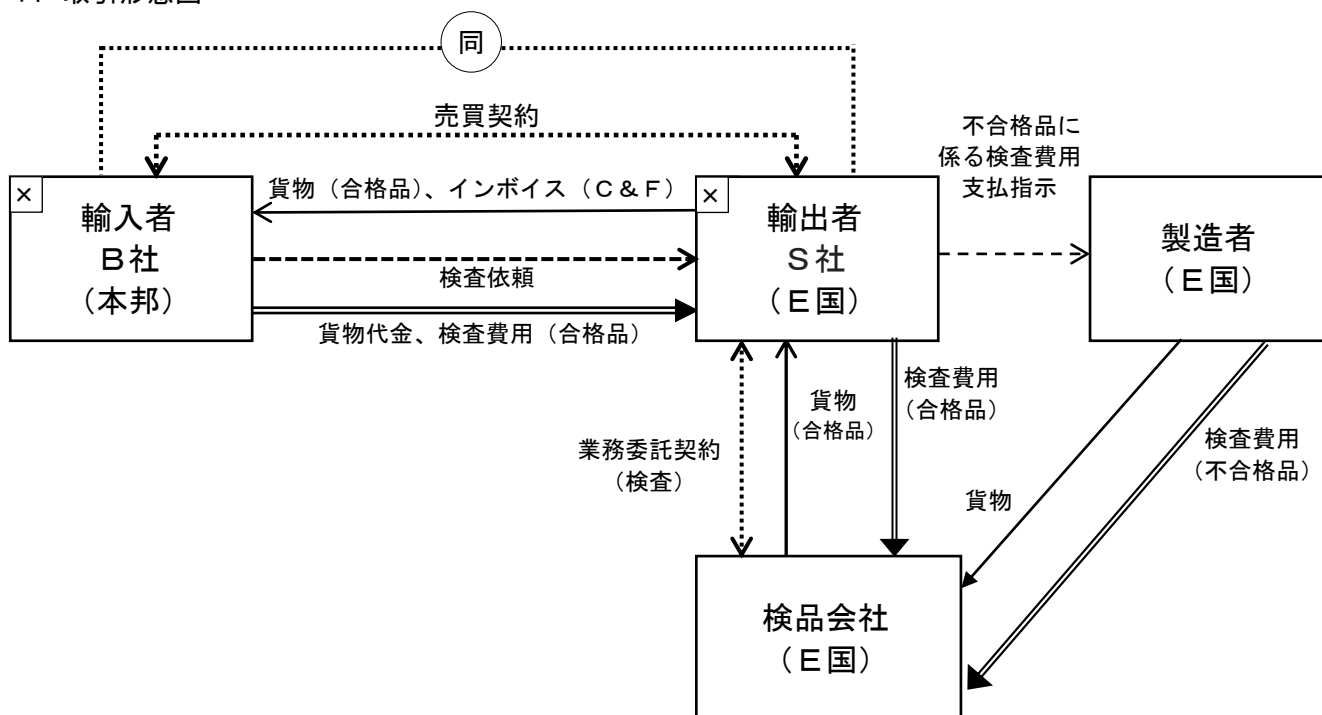 同
売買契約
不合格品に
係る検査費用
支払指示
×
輸入者
B社
(本邦)
貨物(合格品)、インボイス(C&F)
検査依頼
貨物代金、検査費用(合格品)
×
輸出者
S社
(E国)
製造者
(E国)
業務委託契約
(検査)
貨物
(合格品)
検査費用
(合格品)
貨物
検査費用
(不合格品)
検品会社
(E国)